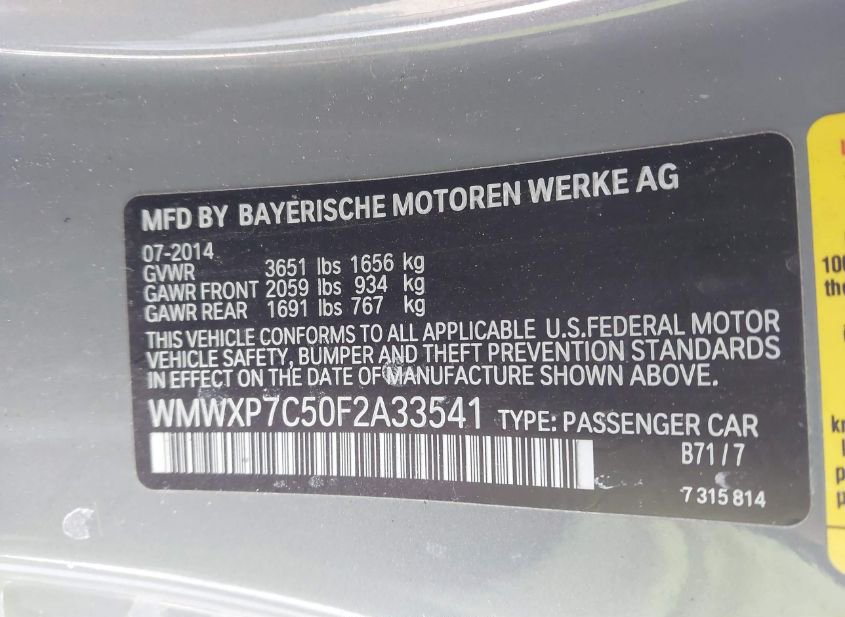 MFD BY BAYERISCHE MOTOREN WERKE AG
07-2014
GVWR 3651 lbs 1656 kg
GAWR FRONT 2059 lbs 934 kg
GAWR REAR 1691 lbs 767 kg
THIS VEHICLE CONFORMS TO ALL APPLICABLE U.S.FEDERAL MOTOR
VEHICLE SAFETY, BUMPER AND THEFT PREVENTION STANDARDS
IN EFFECT ON THE DATE OF MANUFACTURE SHOWN ABOVE.
WMWXP7C50F2A33541 TYPE: PASSENGER CAR
B71/7
7 315 814
100
the